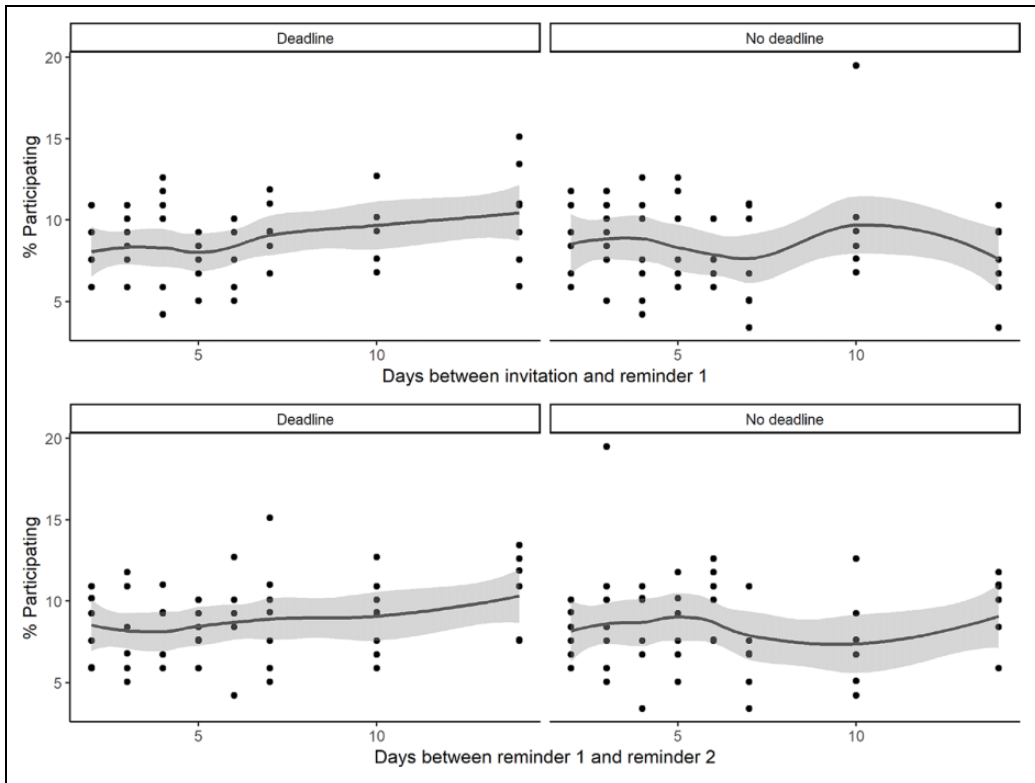 Deadline
No deadline
20
15
10
5
% Participating
5
10
5
10
Days between invitation and reminder 1
Deadline
No deadline
20
15
10
5
% Participating
5
10
5
10
Days between reminder 1 and reminder 2